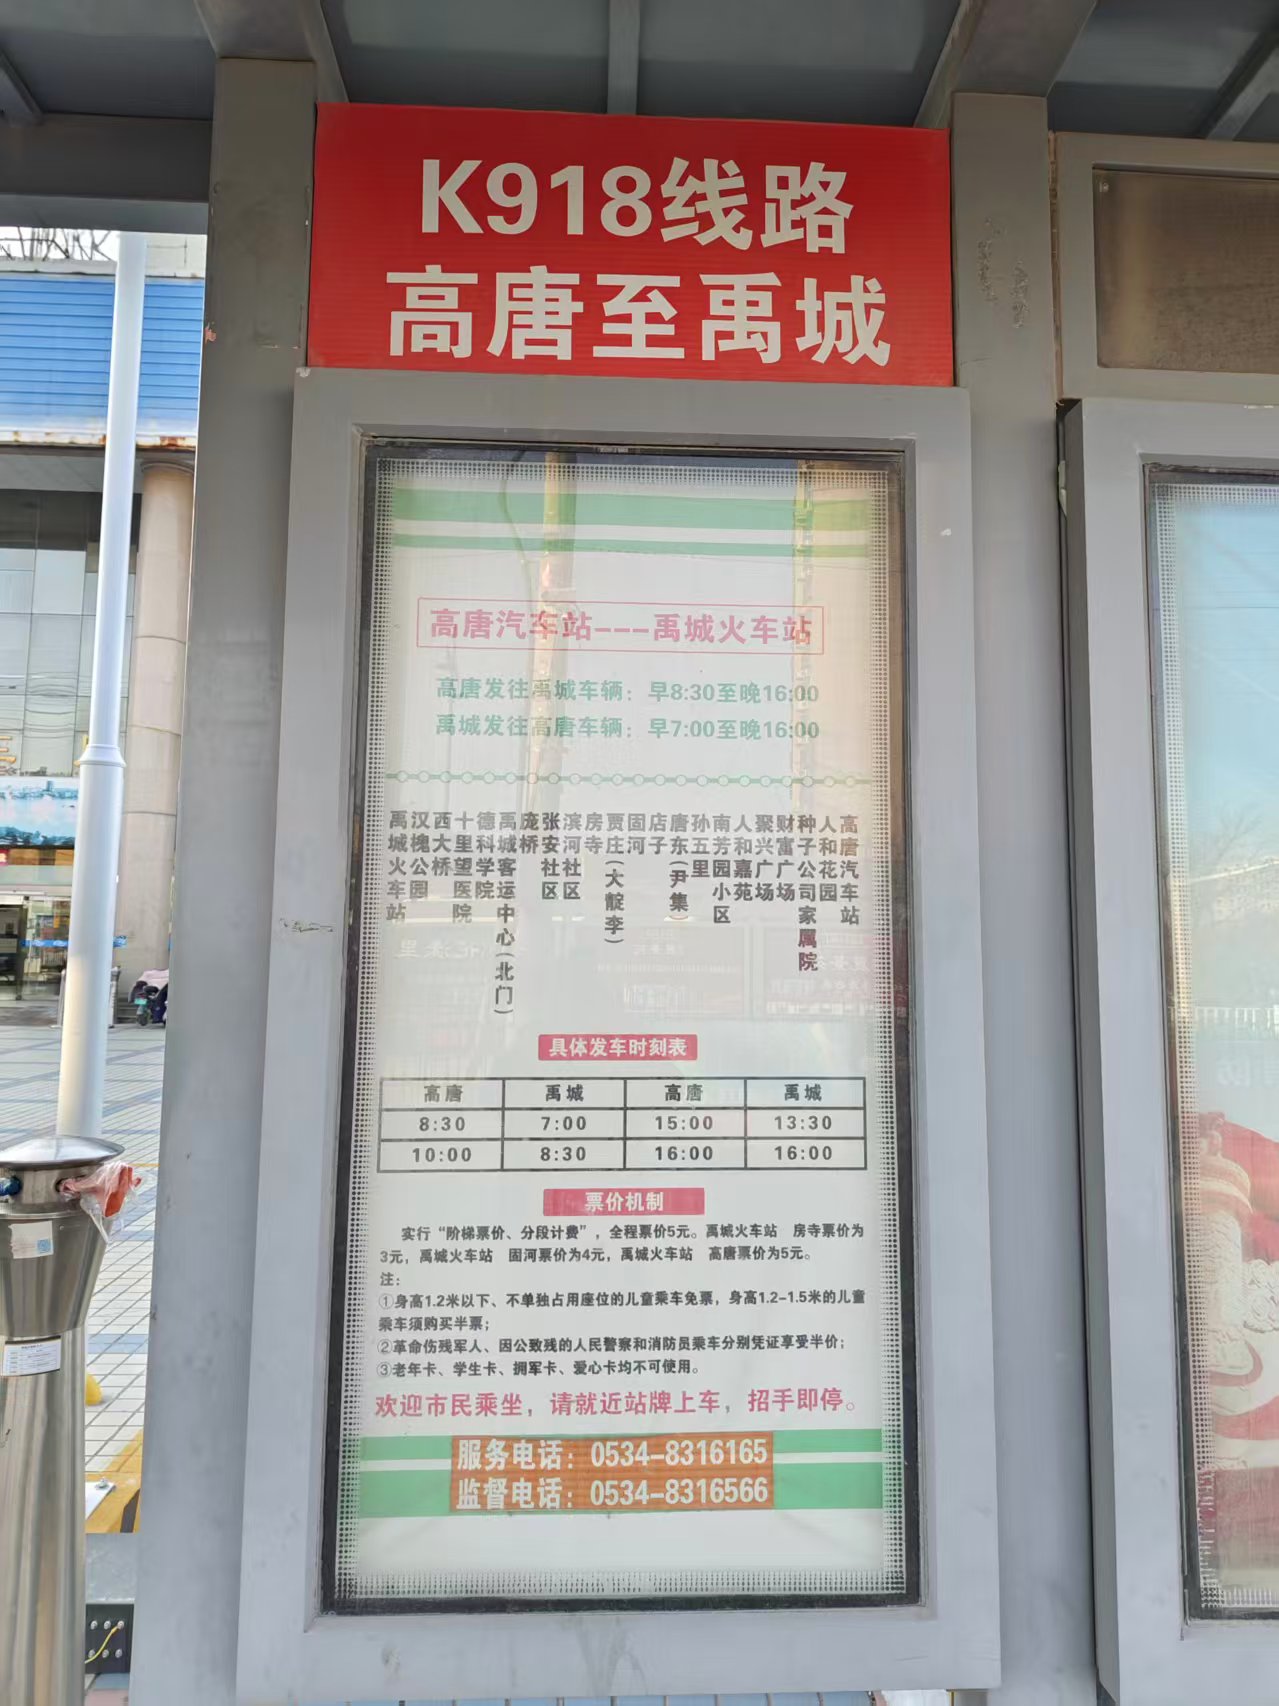 K918线路
高唐至禹城
高唐汽车站---禹城火车站
高唐发往禹城车辆：早8:30至晚16:00
禹城发往高唐车辆：早7:00至晚16:00
禹城火车站
汉槐公园
西大桥
十里望医院
德科学院
禹城客运中心(北门)
庞桥
张安社区
滨河社区
房寺
贾庄(大靛李)
固河
店子
唐东(尹集)
孙五里
南芳园小区
人和嘉苑
聚兴广场
财富广场
种子公司家属院
人和花园
高唐汽车站
具体发车时刻表
高唐 禹城 高唐 禹城
8:30 7:00 15:00 13:30
10:00 8:30 16:00 16:00
票价机制
实行“阶梯票价、分段计费”，全程票价5元。禹城火车站 房寺票价为
3元，禹城火车站 固河票价为4元，禹城火车站 高唐票价为5元。
注：
①身高1.2米以下、不单独占用座位的儿童乘车免票，身高1.2-1.5米的儿童
乘车须购买半票；
②革命伤残军人、因公致残的人民警察和消防员乘车分别凭证享受半价；
③老年卡、学生卡、拥军卡、爱心卡均不可使用。
欢迎市民乘坐，请就近站牌上车，招手即停。
服务电话：0534-8316165
监督电话：0534-8316566